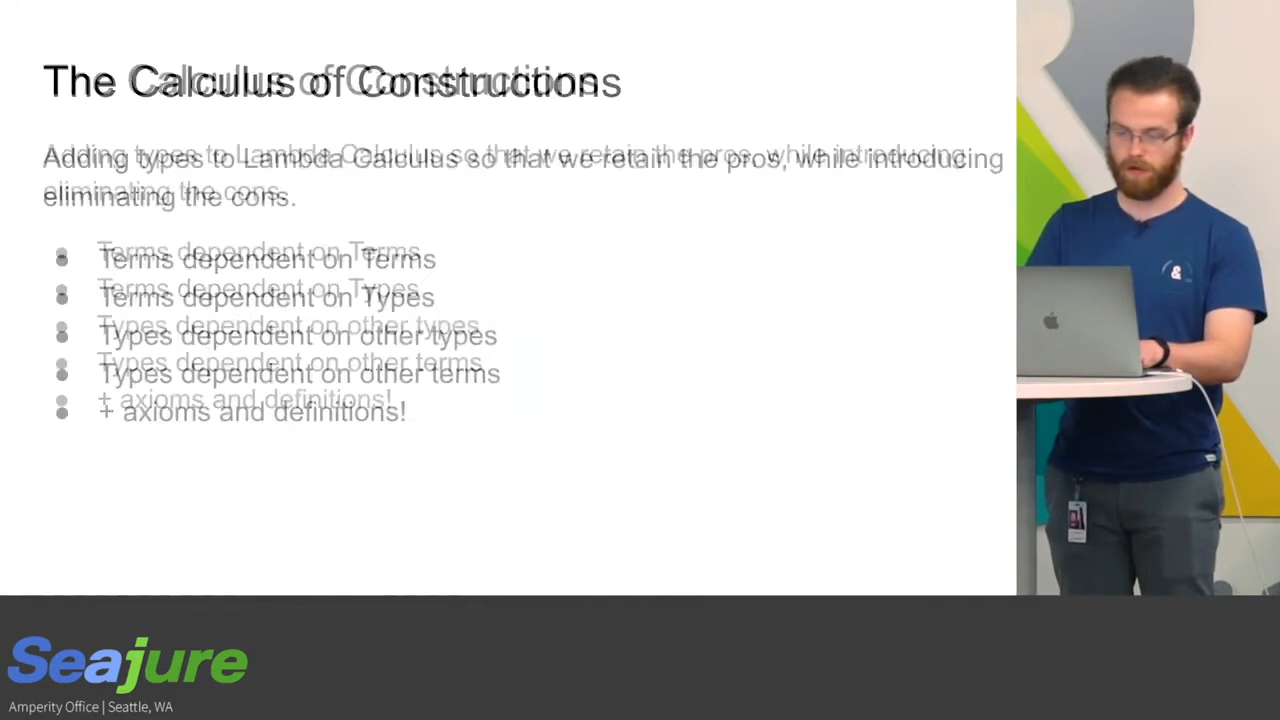 The Calculus of Constructions
Adding types to Lambda Calculus so that we retain the pros, while introducing
eliminating the cons.
Terms dependent on Terms
Terms dependent on Types
Types dependent on other types
Types dependent on other terms
+ axioms and definitions!
&
Seajure
Amperity Office | Seattle, WA